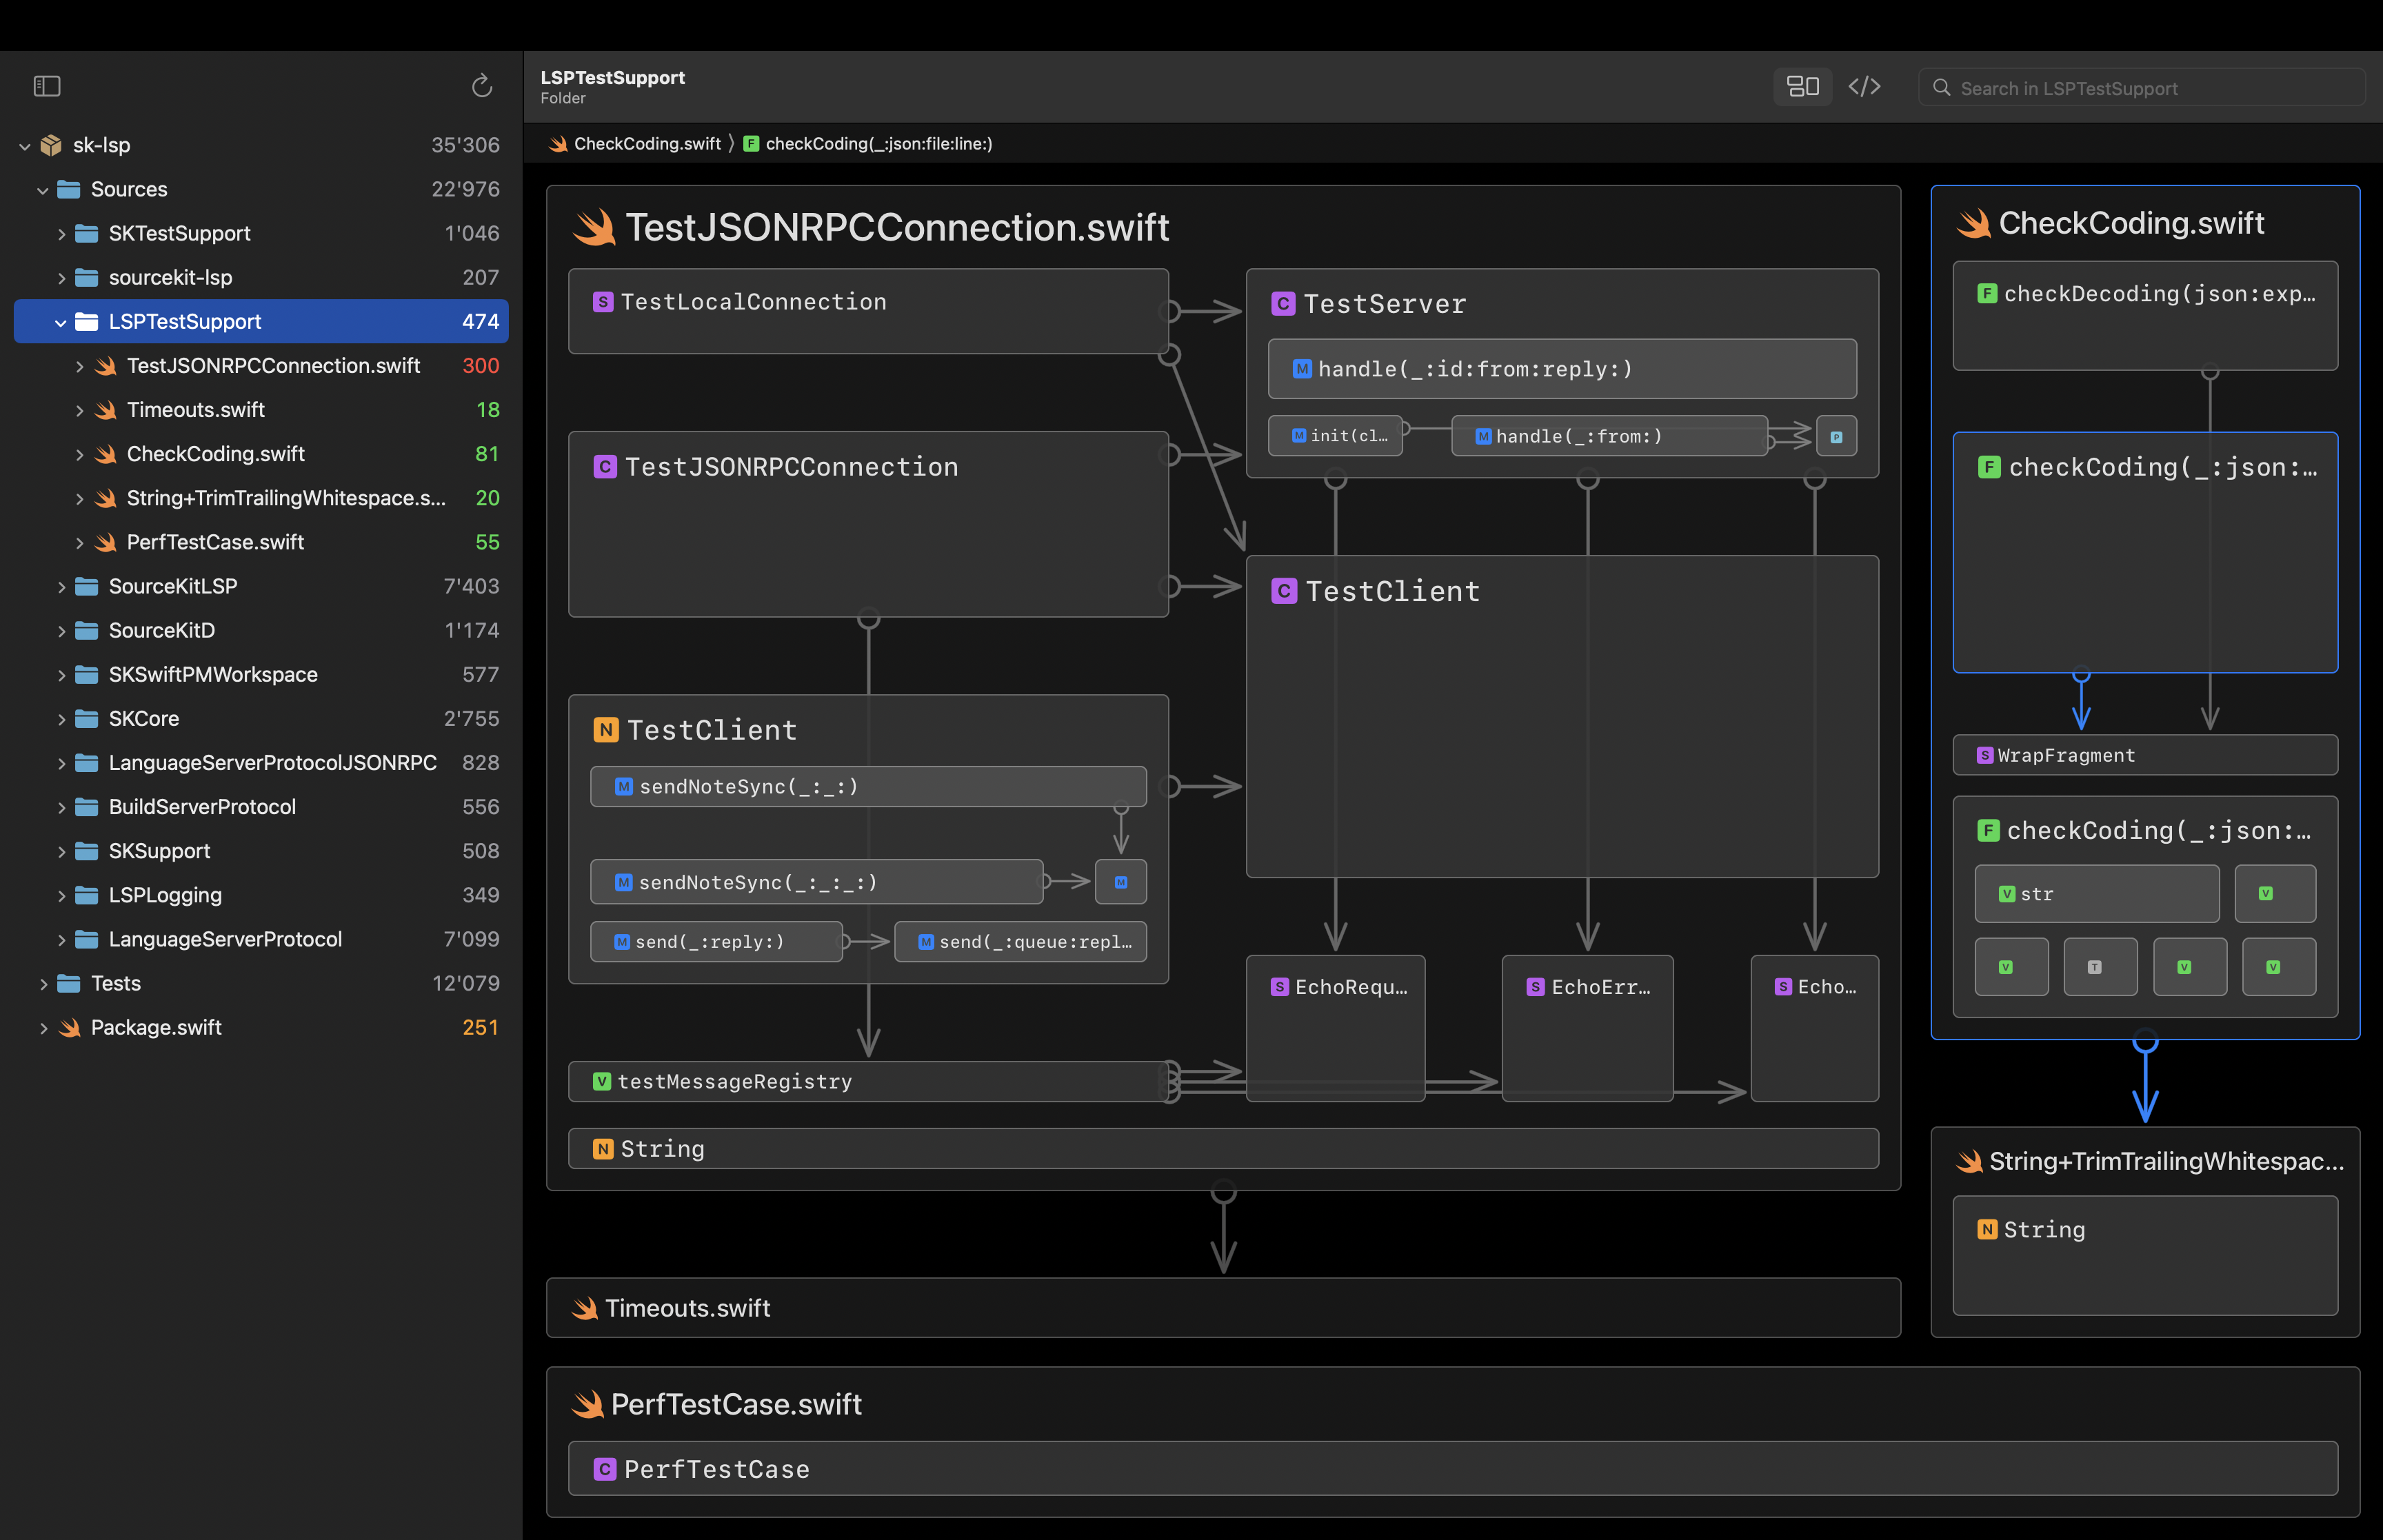 sk-lsp 35'306
Sources 22'976
SKTestSupport 1'046
sourcekit-lsp 207
LSPTestSupport 474
TestJSONRPCConnection.swift 300
Timeouts.swift 18
CheckCoding.swift 81
String+TrimTrailingWhitespace.s... 20
PerfTestCase.swift 55
SourceKitLSP 7'403
SourceKitD 1'174
SKSwiftPMWorkspace 577
SKCore 2'755
LanguageServerProtocolJSONRPC 828
BuildServerProtocol 556
SKSupport 508
LSPLogging 349
LanguageServerProtocol 7'099
Tests 12'079
Package.swift 251
LSPTestSupport
Folder
Search in LSPTestSupport
CheckCoding.swift 〉 F checkCoding(_:json:file:line:)
TestJSONRPCConnection.swift
S TestLocalConnection
C TestServer
M handle(_:id:from:reply:)
M init(cl…
M handle(_:from:)
P
C TestJSONRPCConnection
C TestClient
N TestClient
M sendNoteSync(_:_:)
M sendNoteSync(_:_:_:)
M
M send(_:reply:)
M send(_:queue:repl…
S EchoRequ…
S EchoErr…
S Echo…
V testMessageRegistry
N String
Timeouts.swift
PerfTestCase.swift
C PerfTestCase
CheckCoding.swift
F checkDecoding(json:exp…
F checkCoding(_:json:…
S WrapFragment
F checkCoding(_:json:…
V str
V
V
T
V
V
String+TrimTrailingWhitespac...
N String